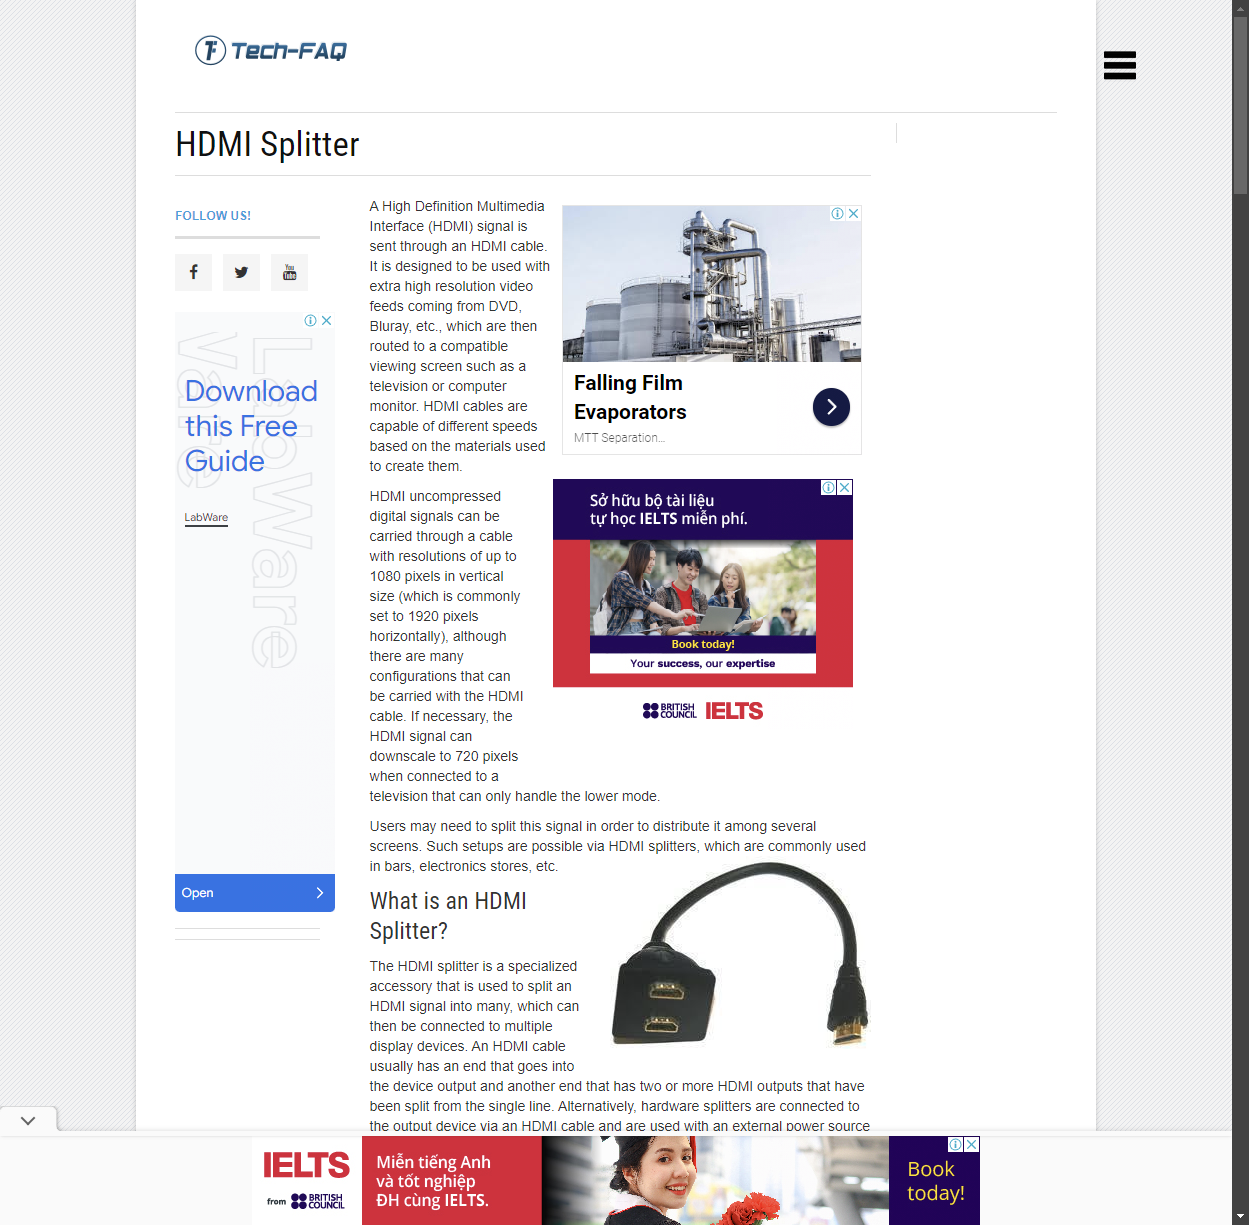 Tech-FAQ
HDMI Splitter
FOLLOW US!
You
Tube
LaboWare
Vare
Download
this Free
Guide
LabWare
Open
A High Definition Multimedia
Interface (HDMI) signal is
sent through an HDMI cable.
It is designed to be used with
extra high resolution video
feeds coming from DVD,
Bluray, etc., which are then
routed to a compatible
viewing screen such as a
television or computer
monitor. HDMI cables are
capable of different speeds
based on the materials used
to create them.
Falling Film
Evaporators
MTT Separation...
HDMI uncompressed
digital signals can be
carried through a cable
with resolutions of up to
1080 pixels in vertical
size (which is commonly
set to 1920 pixels
horizontally), although
there are many
configurations that can
be carried with the HDMI
cable. If necessary, the
HDMI signal can
downscale to 720 pixels
when connected to a
television that can only handle the lower mode.
Sở hữu bộ tài liệu
tự học IELTS miễn phí.
Book today!
Your success, our expertise
BRITISH
COUNCIL
IELTS
Users may need to split this signal in order to distribute it among several
screens. Such setups are possible via HDMI splitters, which are commonly used
in bars, electronics stores, etc.
What is an HDMI
Splitter?
The HDMI splitter is a specialized
accessory that is used to split an
HDMI signal into many, which can
then be connected to multiple
display devices. An HDMI cable
usually has an end that goes into
the device output and another end that has two or more HDMI outputs that have
been split from the single line. Alternatively, hardware splitters are connected to
the output device via an HDMI cable and are used with an external power source
IELTS
from BRITISH
COUNCIL
Miễn tiếng Anh
và tốt nghiệp
ĐH cùng IELTS.
Book
today!